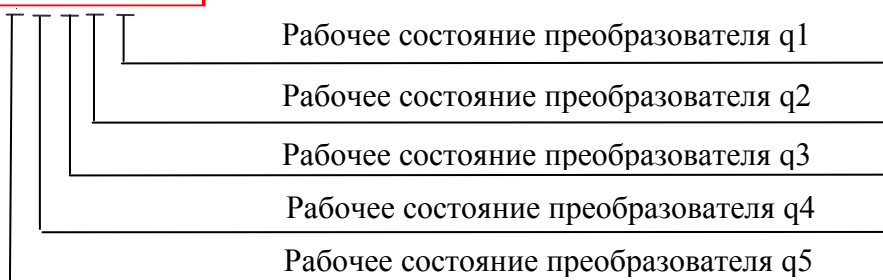 Рабочее состояние преобразователя q1
Рабочее состояние преобразователя q2
Рабочее состояние преобразователя q3
Рабочее состояние преобразователя q4
Рабочее состояние преобразователя q5